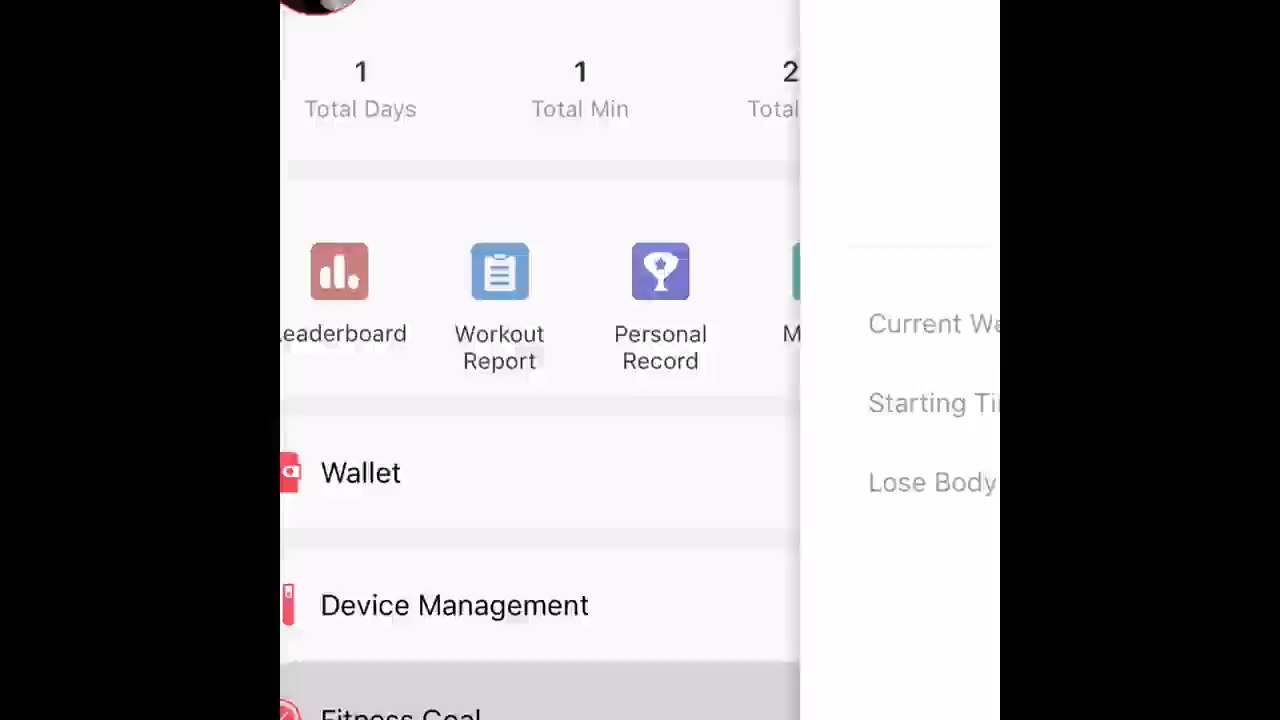 1 1 2
Total Days Total Min Total
Leaderboard Workout Report Personal Record M
Wallet
Device Management
Fitness Goal
Current We
Starting Ti
Lose Body